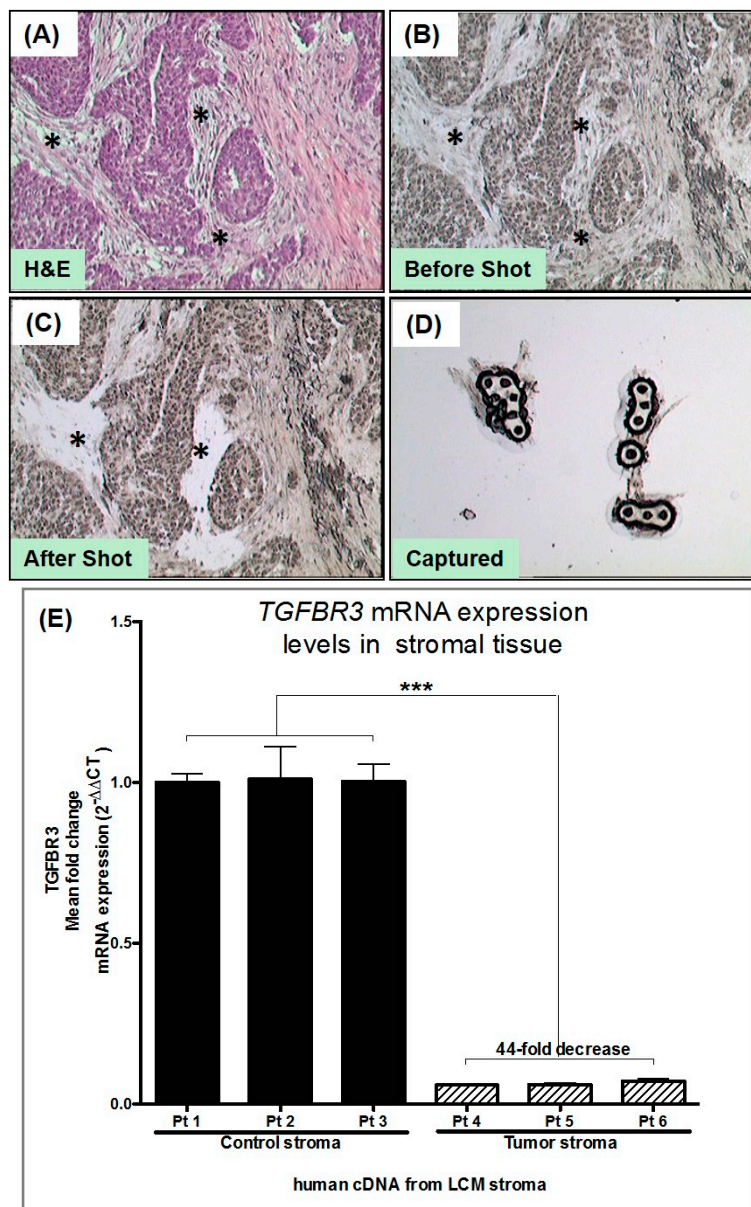 (A)
*
*
*
H&E
(B)
*
*
*
Before Shot
(C)
*
*
After Shot
(D)
Captured
(E)
TGFBR3 mRNA expression
levels in stromal tissue
TGFBR3
Mean fold change
mRNA expression (2-ΔΔCT)
1.5
1.0
0.5
0.0
***
44-fold decrease
Pt 1
Pt 2
Pt 3
Pt 4
Pt 5
Pt 6
Control stroma
Tumor stroma
human cDNA from LCM stroma